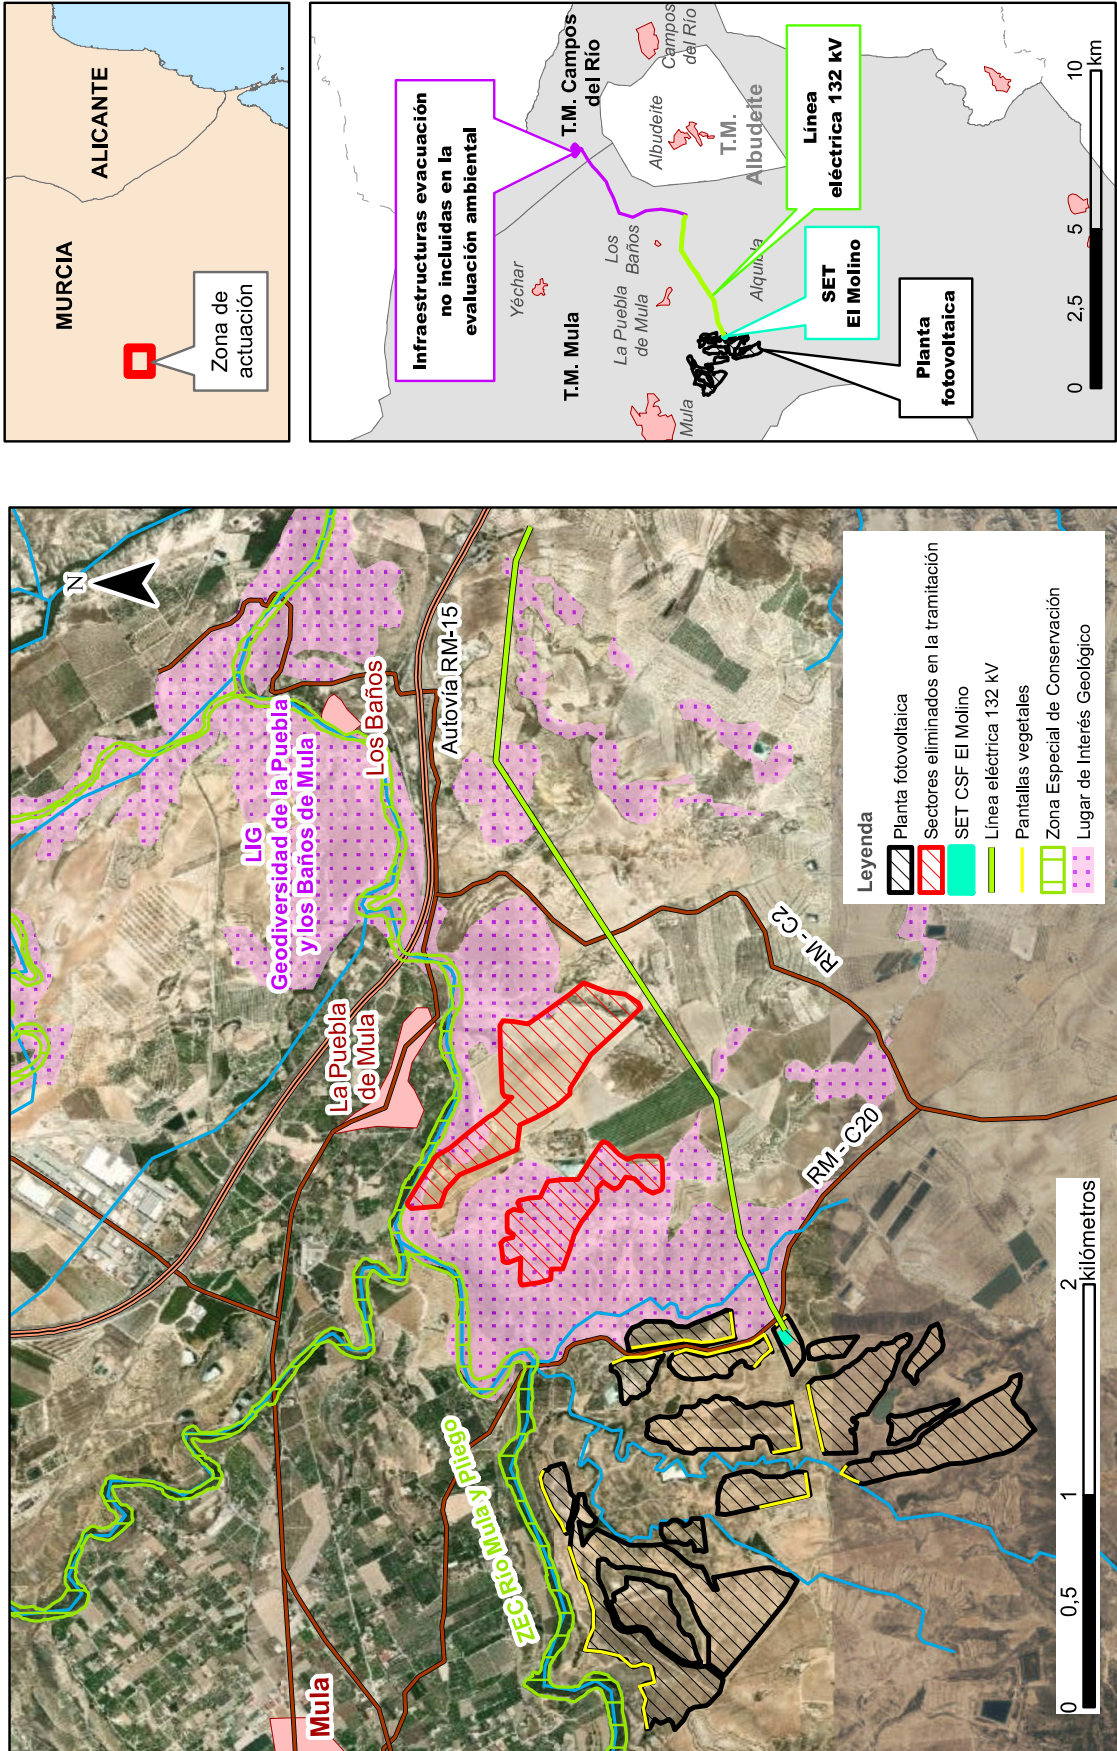 N
LIG
Geodiversidad de la Puebla
y los Baños de Mula
Los Baños
Autovía RM-15
La Puebla
de Mula
Mula
ZEC Río Mula y Pliego
RM - C2
RM - C20
Leyenda
Planta fotovoltaica
Sectores eliminados en la tramitación
SET CSF El Molino
Línea eléctrica 132 kV
Pantallas vegetales
Zona Especial de Conservación
Lugar de Interés Geológico
0
0,5
1
2
kilómetros
MURCIA
ALICANTE
Zona de
actuación
Infraestructuras evacuación
no incluidas en la
evaluación ambiental
T.M. Campos
del Río
Campos
del Río
Albudeite
T.M.
Albudeite
Yéchar
Los
Baños
La Puebla
de Mula
T.M. Mula
Mula
Alquibla
Línea
eléctrica 132 kV
SET
El Molino
Planta
fotovoltaica
0
2,5
5
10
km